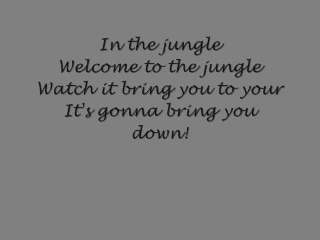 In the jungle
Welcome to the jungle
Watch it bring you to your
It's gonna bring you
down!